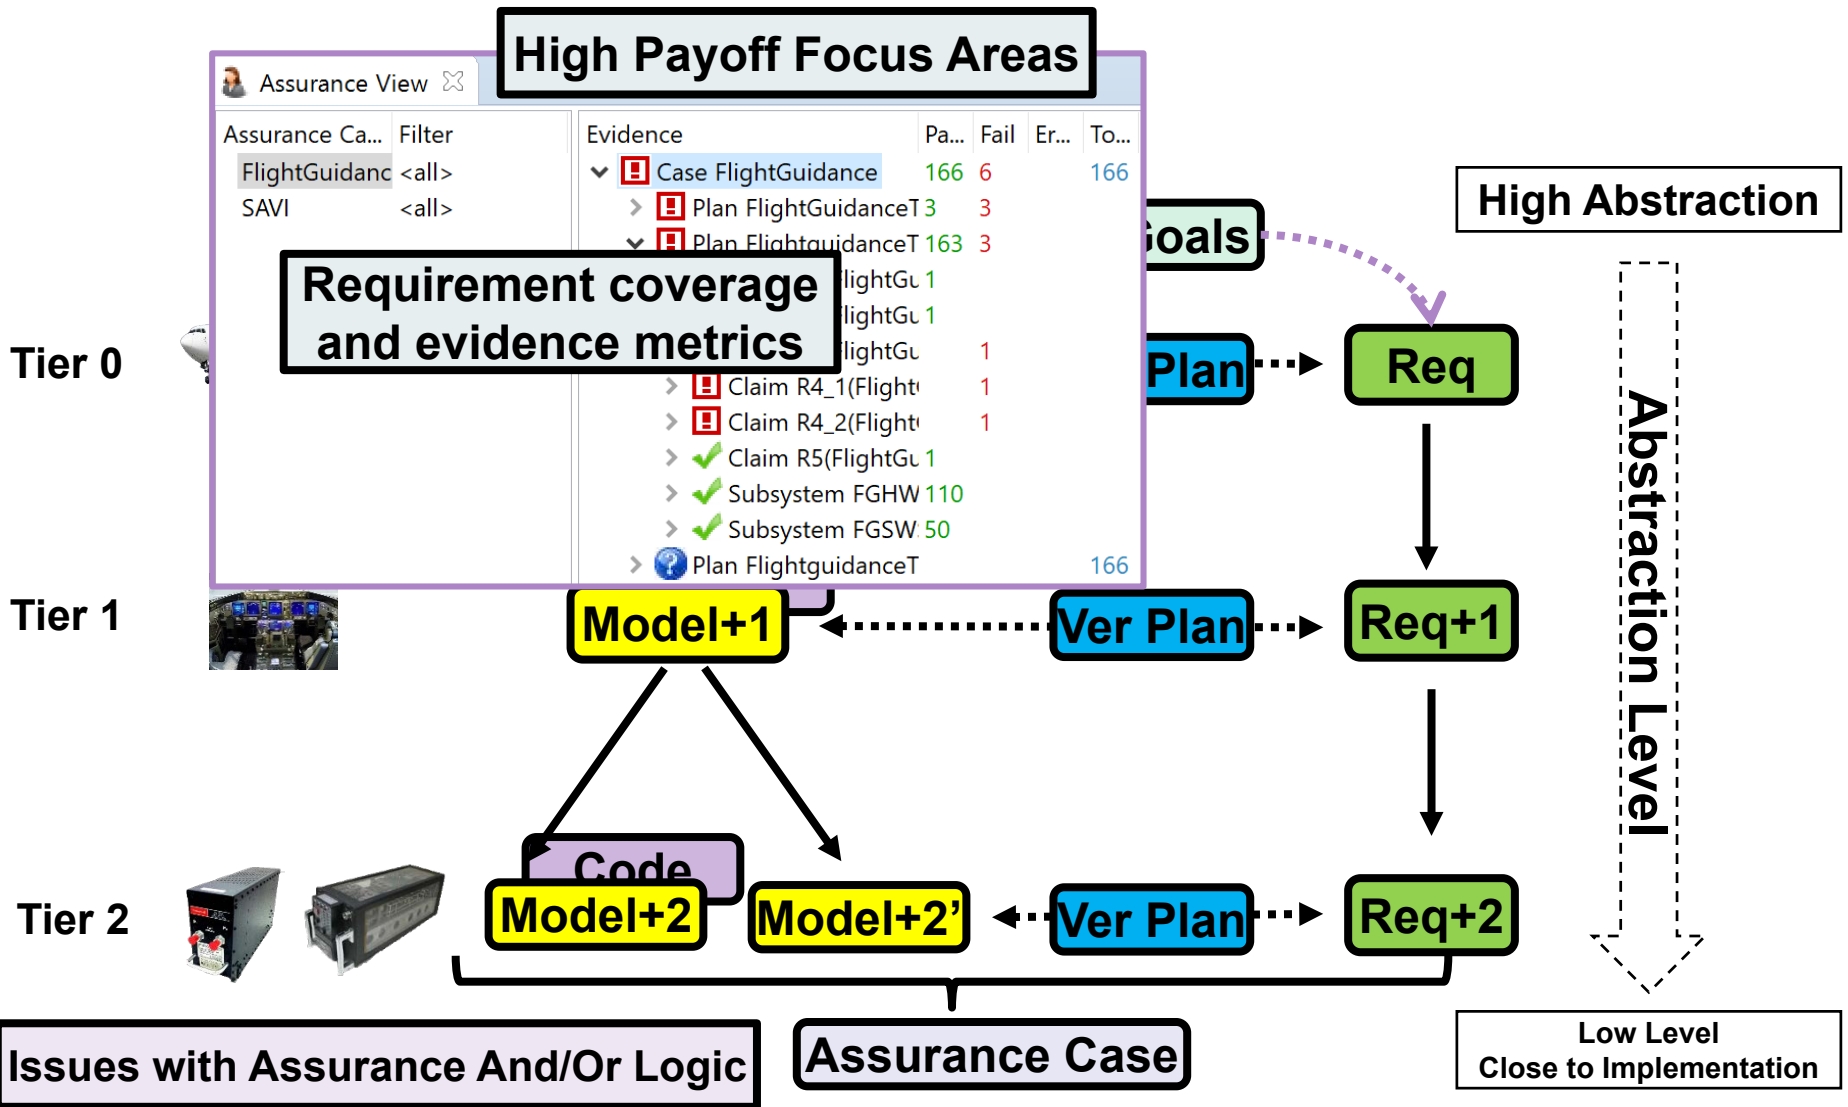 High Payoff Focus Areas
Assurance View
Assurance Ca... Filter
FlightGuidanc <all>
SAVI <all>
Evidence Pa... Fail Er... To...
Case FlightGuidance 166 6 166
Plan FlightGuidanceT 3 3
Plan FlightguidanceT 163 3
lightGu 1
lightGu 1
lightGu 1
Claim R4_1(Flight 1
Claim R4_2(Flight 1
Claim R5(FlightGu 1
Subsystem FGHW 110
Subsystem FGSW 50
Plan FlightguidanceT 166
Requirement coverage
and evidence metrics
High Abstraction
oals
Tier 0
Plan
Req
Abstraction Level
Tier 1
Model+1
Ver Plan
Req+1
Tier 2
Code
Model+2
Model+2’
Ver Plan
Req+2
Issues with Assurance And/Or Logic
Assurance Case
Low Level
Close to Implementation